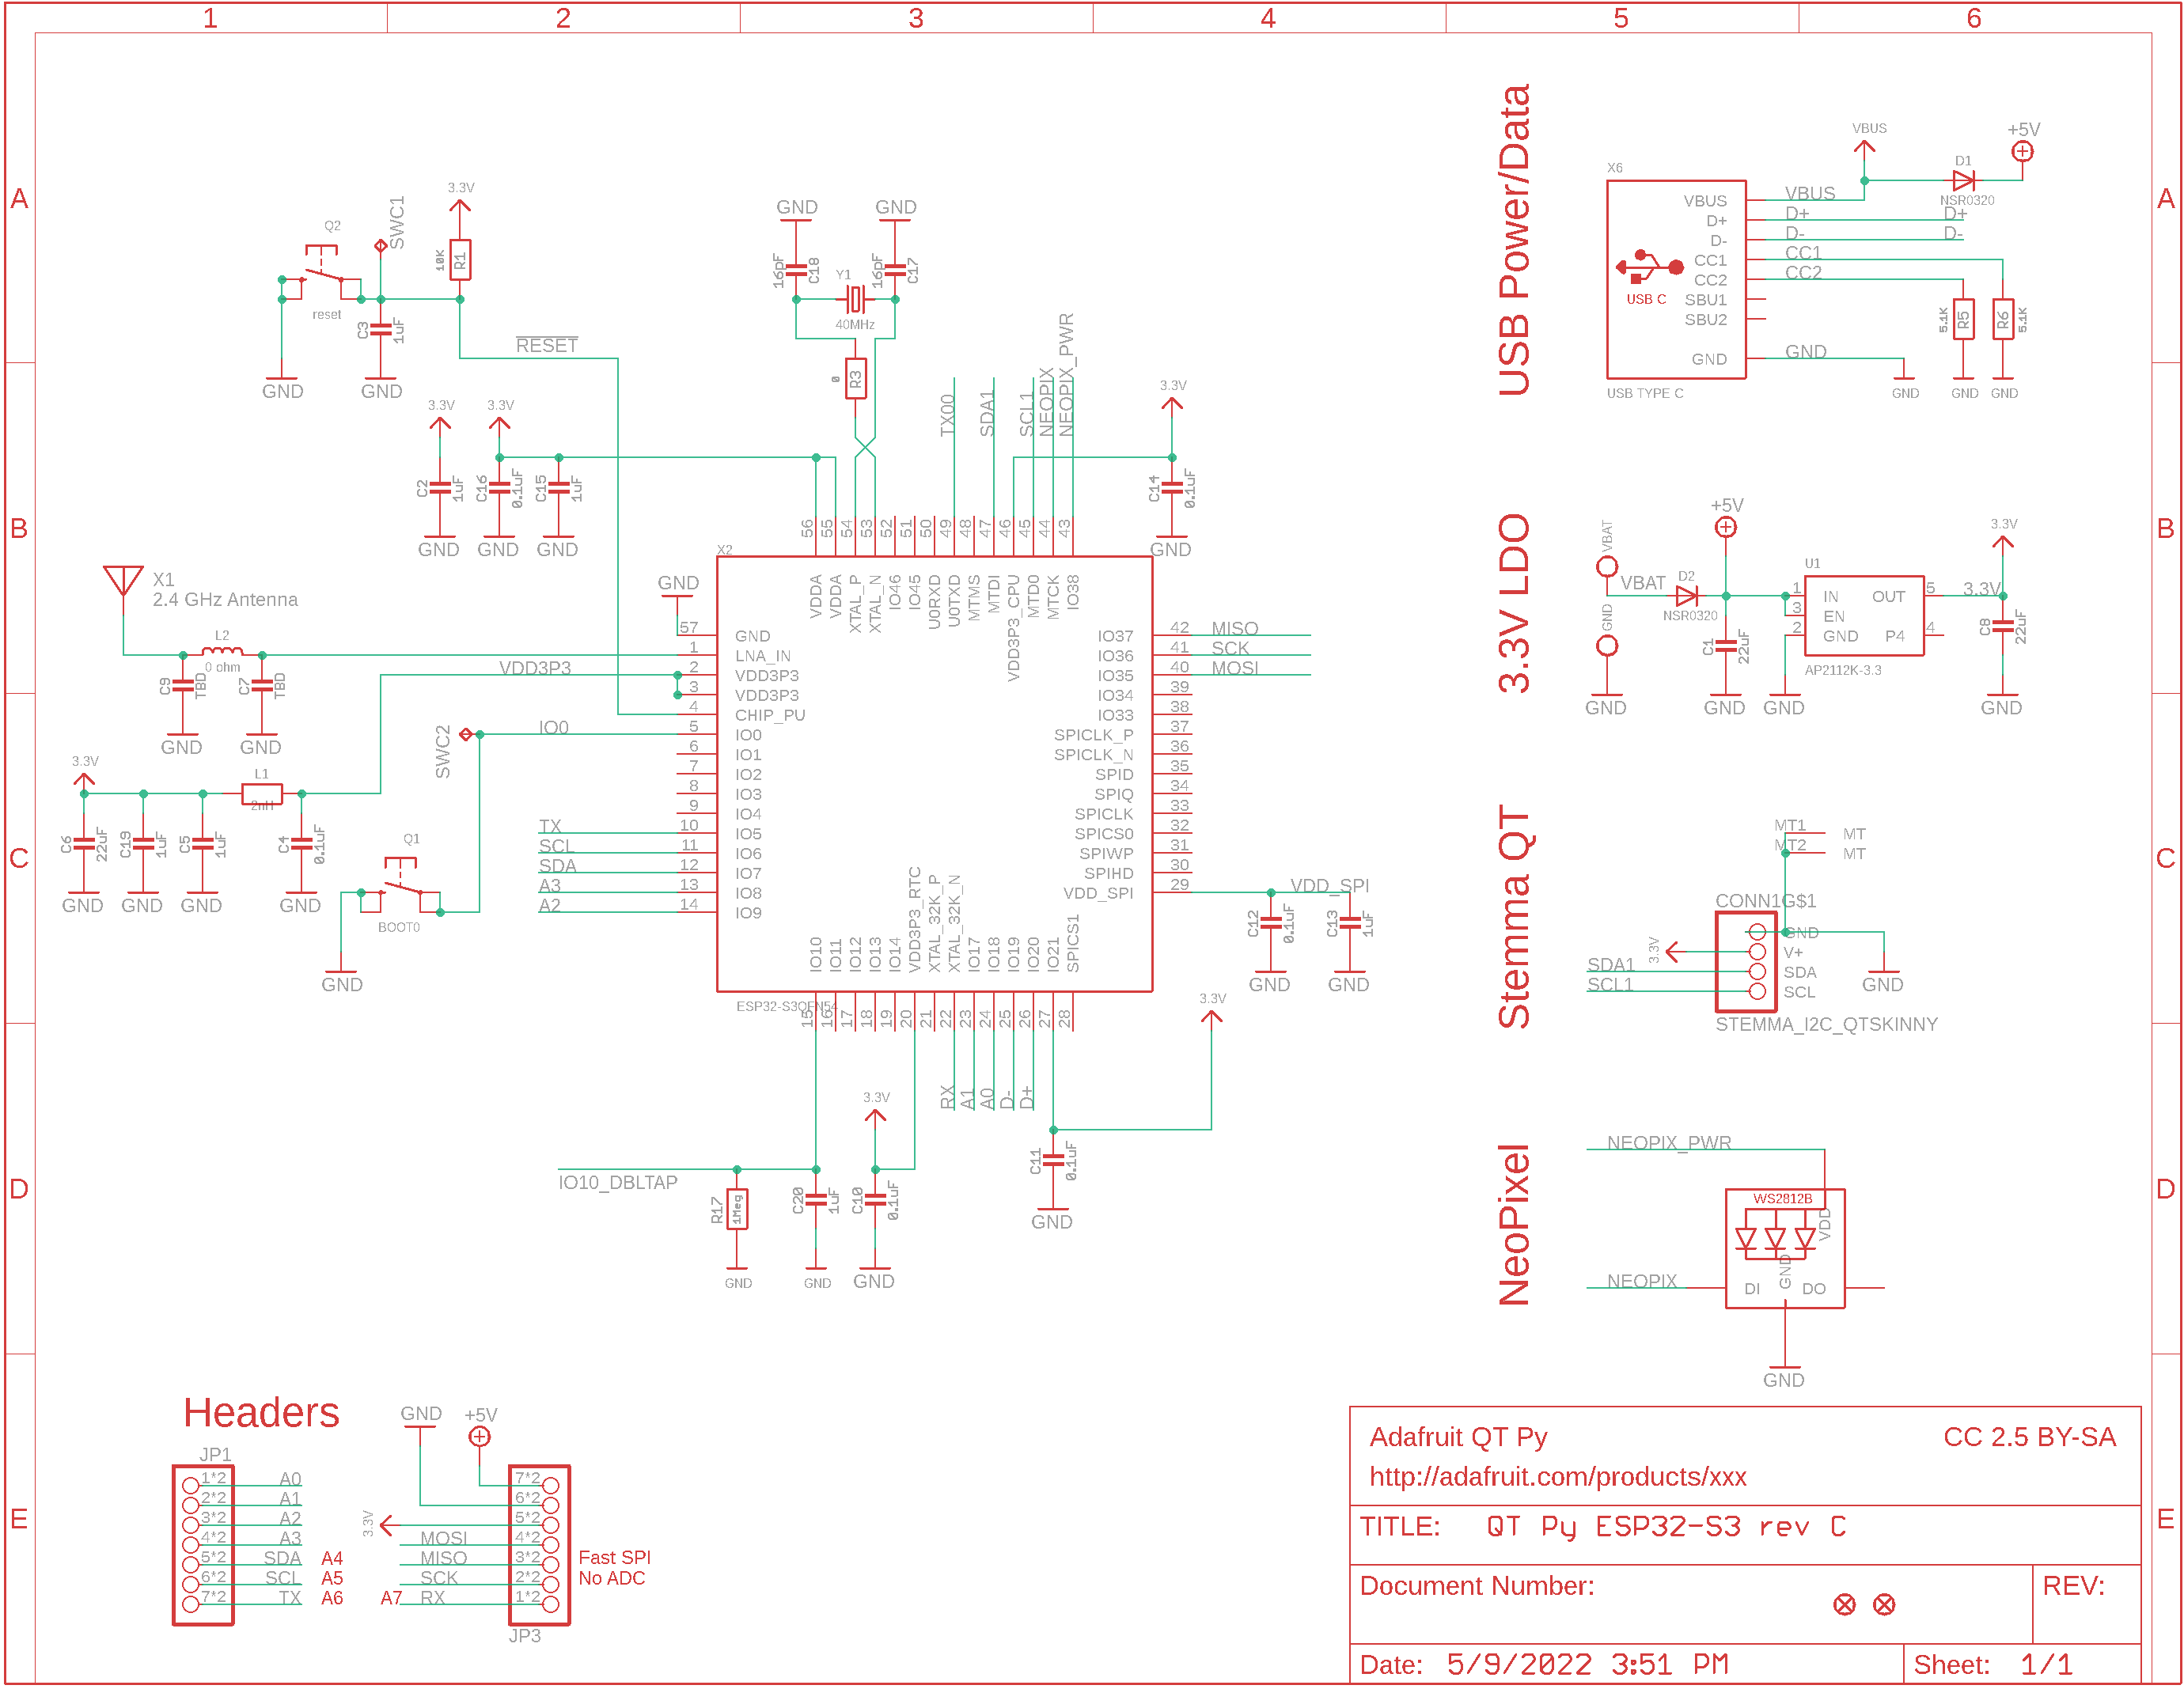 1 2 3 4 5 6
A
B
C
D
E
A
B
C
D
E
Q2
reset
SWC1
3.3V
10K
R1
C3
1uF
GND
GND
RESET
GND
GND
16pF
C18
Y1
40MHz
16pF
C17
0
R3
TXO0
SDA1
SCL1
NEOPIX
NEOPIX_PWR
3.3V
C14
0.1uF
GND
3.3V
3.3V
C2
1uF
C16
0.1uF
C15
1uF
GND
GND
GND
X1
2.4 GHz Antenna
L2
0 ohm
C9
TBD
C7
TBD
GND
GND
VDD3P3
SWC2
IO0
3.3V
L1
2nH
C6
22uF
C19
1uF
C5
1uF
C4
0.1uF
GND
GND
GND
GND
Q1
BOOT0
GND
TX
SCL
SDA
A3
A2
GND
X2
56 55 54 53 52 51 50 49 48 47 46 45 44 43
VDDA
VDDA
XTAL_P
XTAL_N
IO46
IO45
U0RXD
U0TXD
MTMS
MTDI
VDD3P3_CPU
MTD0
MTCK
IO38
57 GND
1 LNA_IN
2 VDD3P3
3 VDD3P3
4 CHIP_PU
5 IO0
6 IO1
7 IO2
8 IO3
9 IO4
10 IO5
11 IO6
12 IO7
13 IO8
14 IO9
IO37 42 MISO
IO36 41 SCK
IO35 40 MOSI
IO34 39
IO33 38
SPICLK_P 37
SPICLK_N 36
SPID 35
SPIQ 34
SPICLK 33
SPICS0 32
SPIWP 31
SPIHD 30
VDD_SPI 29
VDD_SPI
C12
0.1uF
C13
1uF
GND
GND
IO10
IO11
IO12
IO13
IO14
VDD3P3_RTC
XTAL_32K_P
XTAL_32K_N
IO17
IO18
IO19
IO20
IO21
SPICS1
ESP32-S3QFN54
15 16 17 18 19 20 21 22 23 24 25 26 27 28
RX
A1
A0
D-
D+
3.3V
3.3V
C11
0.1uF
GND
IO10_DBLTAP
R17
1Meg
C20
1uF
C10
0.1uF
GND
GND
GND
USB Power/Data
X6
VBUS
D+
D-
CC1
CC2
SBU1
SBU2
GND
USB C
USB TYPE C
VBUS
D+
D-
CC1
CC2
GND
VBUS
D1
NSR0320
+5V
D+
D-
5.1K
R5
R6
5.1K
GND
GND
GND
3.3V LDO
VBAT
GND
VBAT
D2
NSR0320
+5V
C1
22uF
U1
1 IN OUT 5
3 EN
2 GND P4 4
AP2112K-3.3
3.3V
3.3V
C8
22uF
GND
GND
GND
GND
Stemma QT
MT1 MT
MT2 MT
CONN1G$1
GND
V+
SDA
SCL
3.3V
SDA1
SCL1
GND
STEMMA_I2C_QTSKINNY
NeoPixel
NEOPIX_PWR
WS2812B
VDD
GND
DI DO
NEOPIX
GND
Headers
JP1
1*2 A0
2*2 A1
3*2 A2
4*2 A3
5*2 SDA A4
6*2 SCL A5
7*2 TX A6
GND
+5V
3.3V
7*2
6*2
5*2
MOSI 4*2
MISO 3*2
SCK 2*2
A7 RX 1*2
JP3
Fast SPI
No ADC
Adafruit QT Py CC 2.5 BY-SA
http://adafruit.com/products/xxx
TITLE: QT Py ESP32-S3 rev C
Document Number: REV:
Date: 5/9/2022 3:51 PM Sheet: 1/1